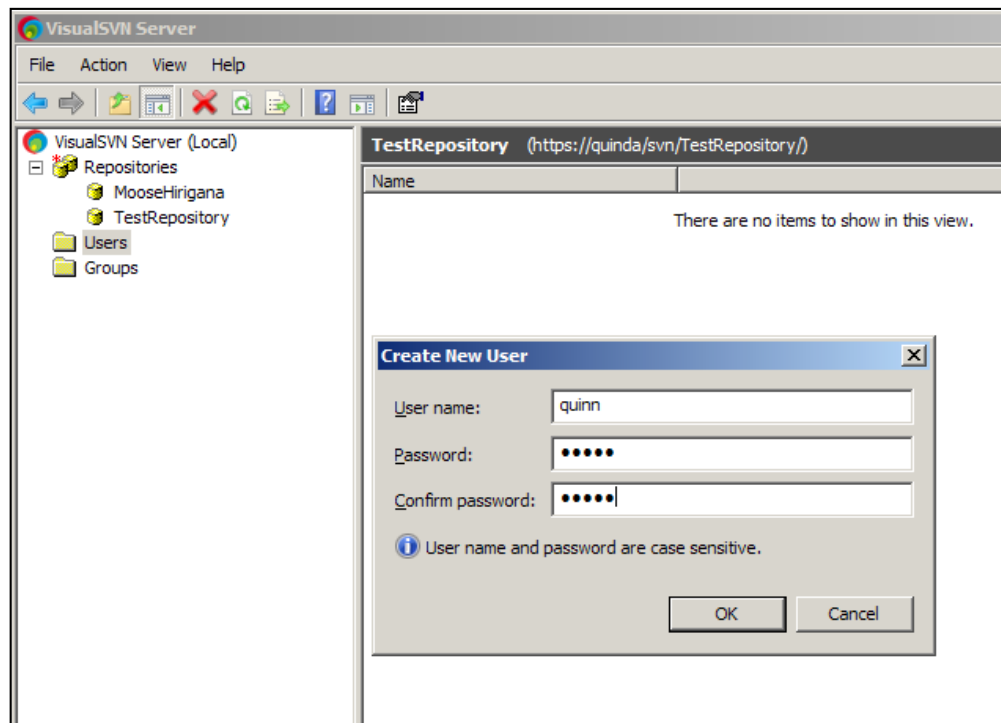 VisualSVN Server
File Action View Help
VisualSVN Server (Local)
Repositories
MooseHirigana
TestRepository
Users
Groups
TestRepository (https://quinda/svn/TestRepository/)
Name
There are no items to show in this view.
Create New User
User name: quinn
Password: •••••
Confirm password: •••••
User name and password are case sensitive.
OK Cancel